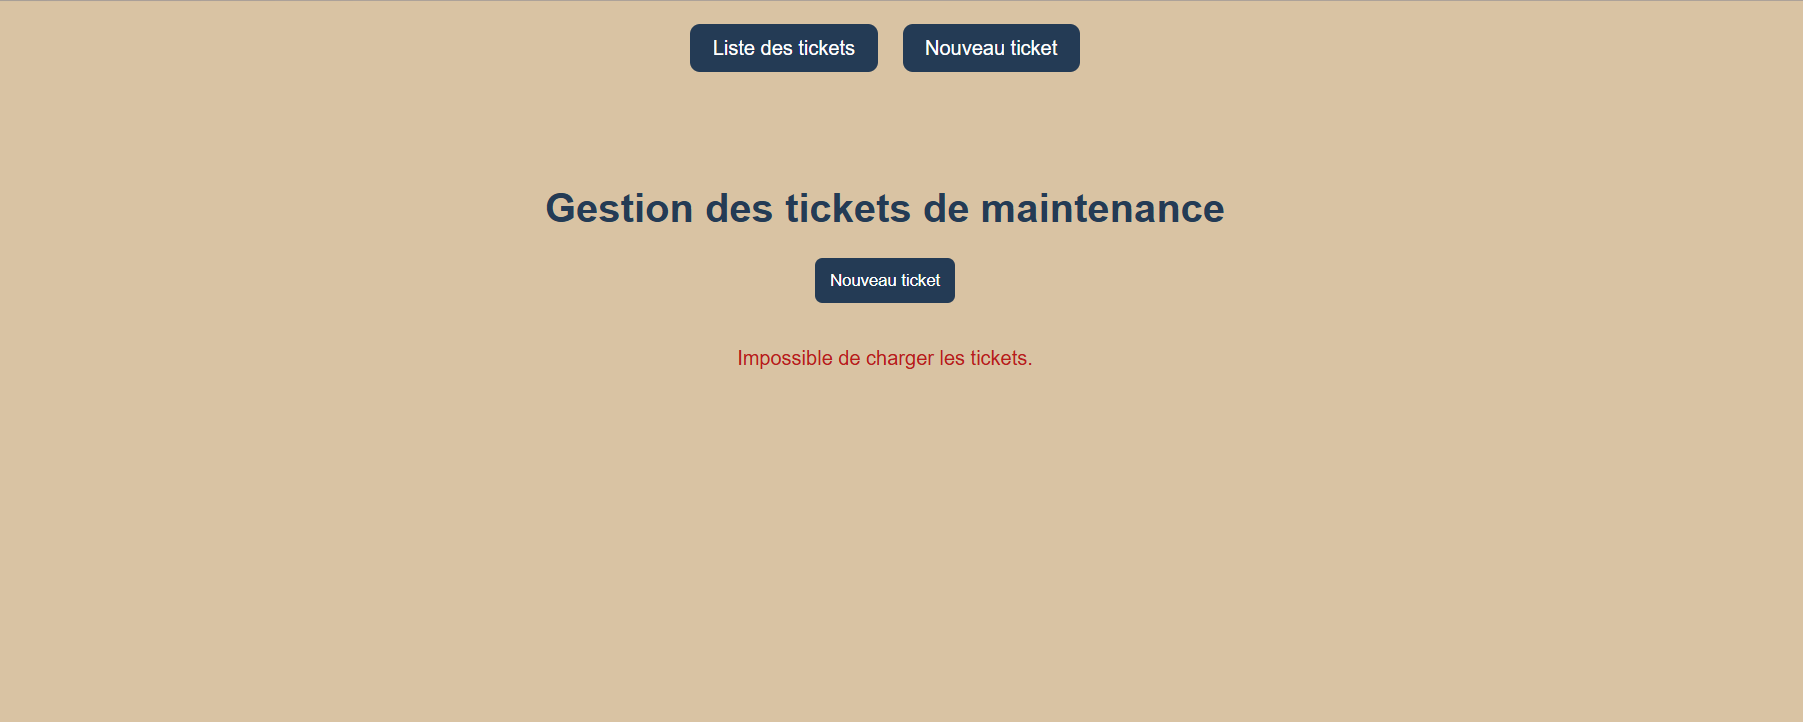 Liste des tickets
Nouveau ticket
Gestion des tickets de maintenance
Nouveau ticket
Impossible de charger les tickets.